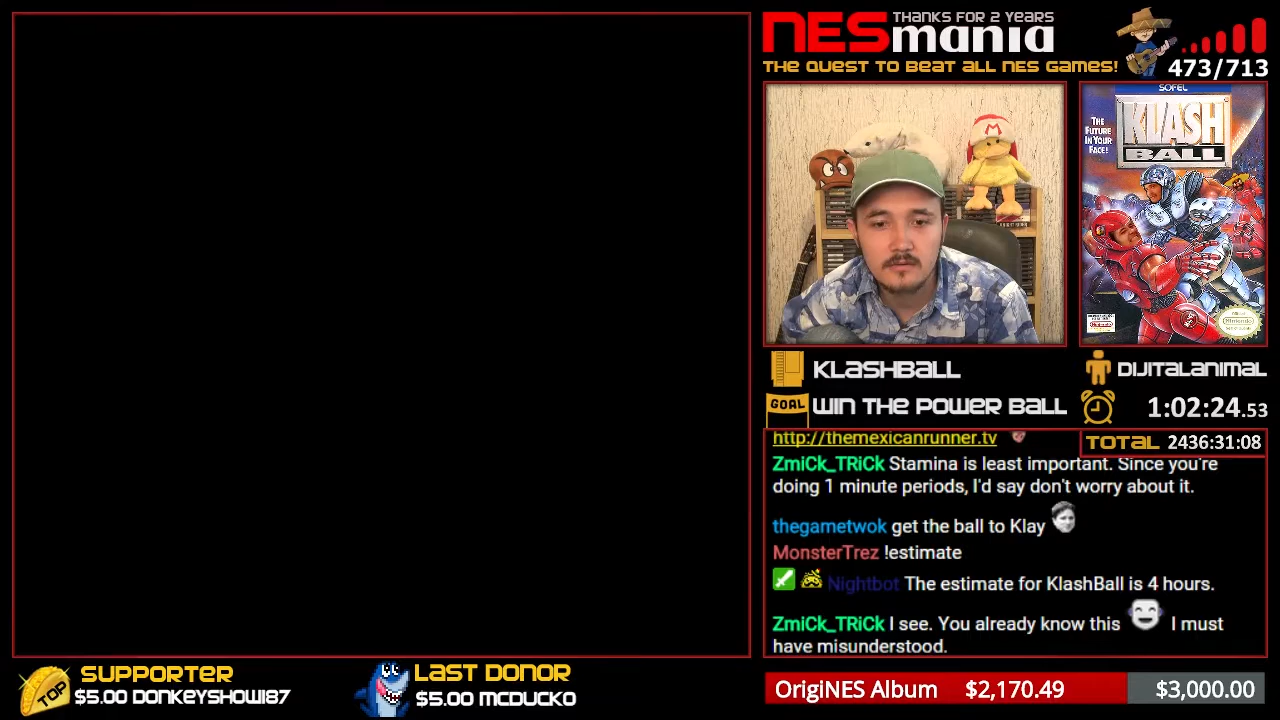 NESmania
THANKS FOR 2 YEARS
THE QUEST TO BEAT ALL NES GAMES!
473/713
SOFEL
THE FUTURE IN YOUR FACE!
KLASH
BALL
KLASHBALL
DIJITALANIMAL
GOAL WIN THE POWER BALL
1:02:24.53
http://themexicanrunner.tv
TOTAL 2436:31:08
ZmiCk_TRiCk Stamina is least important. Since you're
doing 1 minute periods, I'd say don't worry about it.
thegametwok get the ball to Klay
MonsterTrez !estimate
Nightbot The estimate for KlashBall is 4 hours.
ZmiCk_TRiCk I see. You already know this I must
have misunderstood.
TOP
SUPPORTER
$5.00 DONKEYSHOW187
LAST DONOR
$5.00 MCDUCKO
OrigiNES Album $2,170.49 $3,000.00